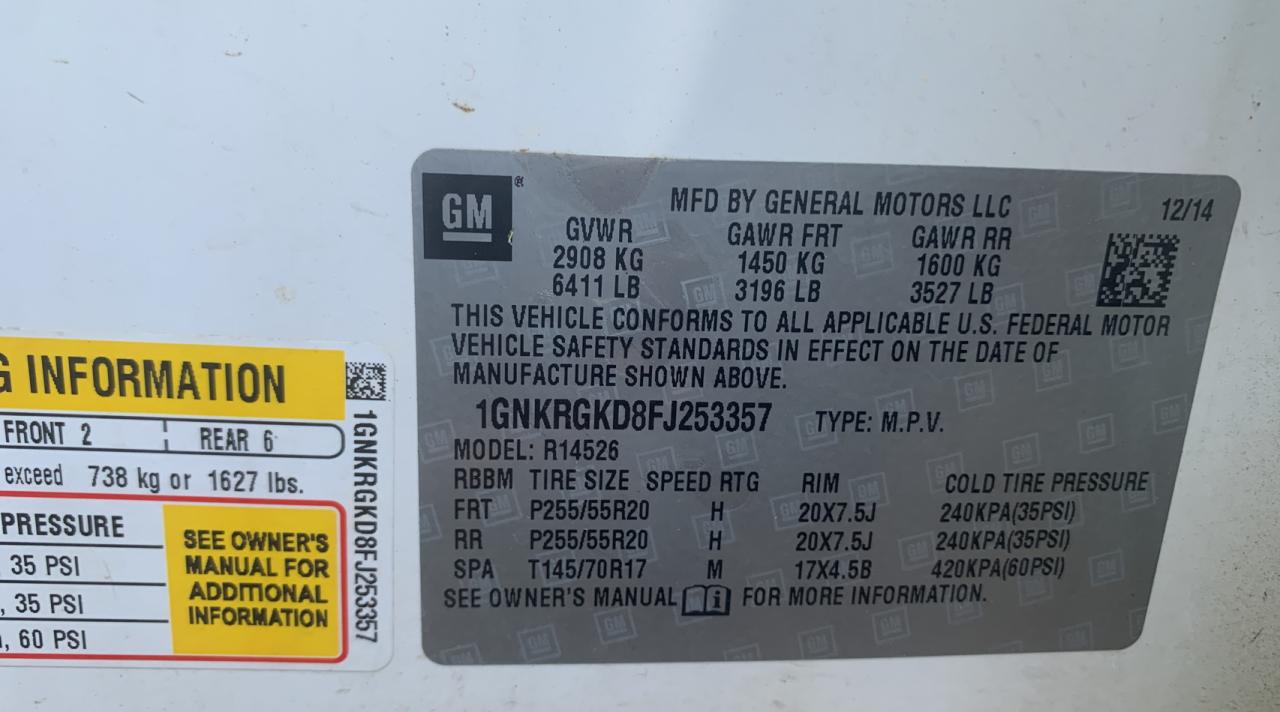 GM ®
MFD BY GENERAL MOTORS LLC 12/14
GVWR GAWR FRT GAWR RR
2908 KG 1450 KG 1600 KG
6411 LB 3196 LB 3527 LB
THIS VEHICLE CONFORMS TO ALL APPLICABLE U.S. FEDERAL MOTOR
VEHICLE SAFETY STANDARDS IN EFFECT ON THE DATE OF
MANUFACTURE SHOWN ABOVE.
1GNKRGKD8FJ253357 TYPE: M.P.V.
MODEL: R14526
RBBM TIRE SIZE SPEED RTG RIM COLD TIRE PRESSURE
FRT P255/55R20 H 20X7.5J 240KPA(35PSI)
RR P255/55R20 H 20X7.5J 240KPA(35PSI)
SPA T145/70R17 M 17X4.5B 420KPA(60PSI)
SEE OWNER'S MANUAL i FOR MORE INFORMATION.
G INFORMATION
FRONT 2 REAR 6
exceed 738 kg or 1627 lbs.
PRESSURE
35 PSI
, 35 PSI
, 60 PSI
SEE OWNER'S
MANUAL FOR
ADDITIONAL
INFORMATION
1GNKRGKD8FJ253357